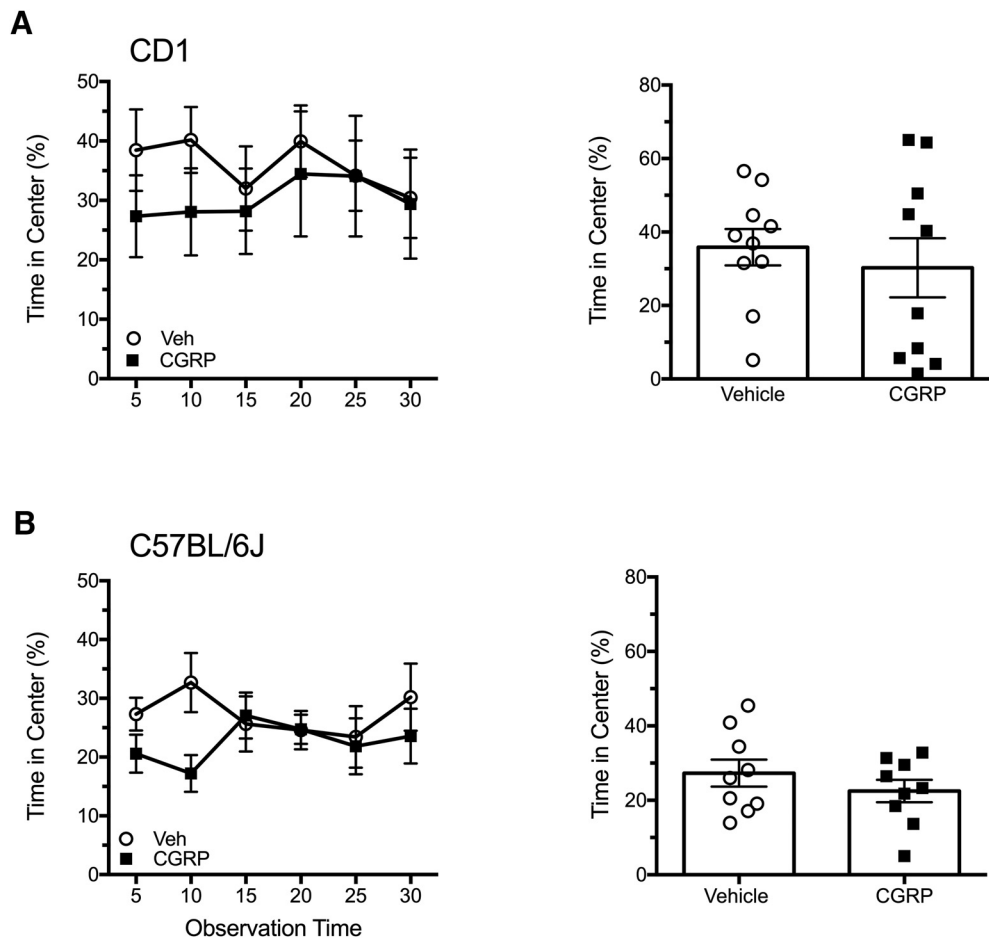 A
CD1
Time in Center (%)
50
40
30
20
10
0
Veh
CGRP
5 10 15 20 25 30
Time in Center (%)
80
60
40
20
0
Vehicle CGRP
B
C57BL/6J
Time in Center (%)
50
40
30
20
10
0
Veh
CGRP
5 10 15 20 25 30
Observation Time
Time in Center (%)
80
60
40
20
0
Vehicle CGRP